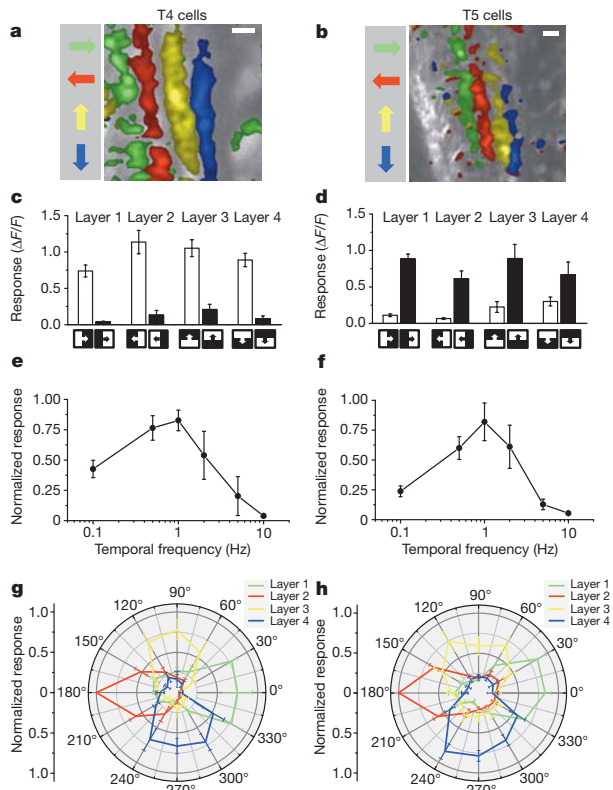 T4 cells
T5 cells
a
b
c
Layer 1 Layer 2 Layer 3 Layer 4
Response (ΔF/F)
1.5
1.0
0.5
0.0
d
Layer 1 Layer 2 Layer 3 Layer 4
Response (ΔF/F)
1.5
1.0
0.5
0.0
e
Normalized response
1.00
0.75
0.50
0.25
0
0.1 1 10
Temporal frequency (Hz)
f
Normalized response
1.00
0.75
0.50
0.25
0
0.1 1 10
Temporal frequency (Hz)
g
Layer 1
Layer 2
Layer 3
Layer 4
Normalized response
1.0
0.5
0
0.5
1.0
90°
60°
30°
0°
330°
300°
270°
240°
210°
180°
150°
120°
h
Layer 1
Layer 2
Layer 3
Layer 4
Normalized response
1.0
0.5
0
0.5
1.0
90°
60°
30°
0°
330°
300°
270°
240°
210°
180°
150°
120°